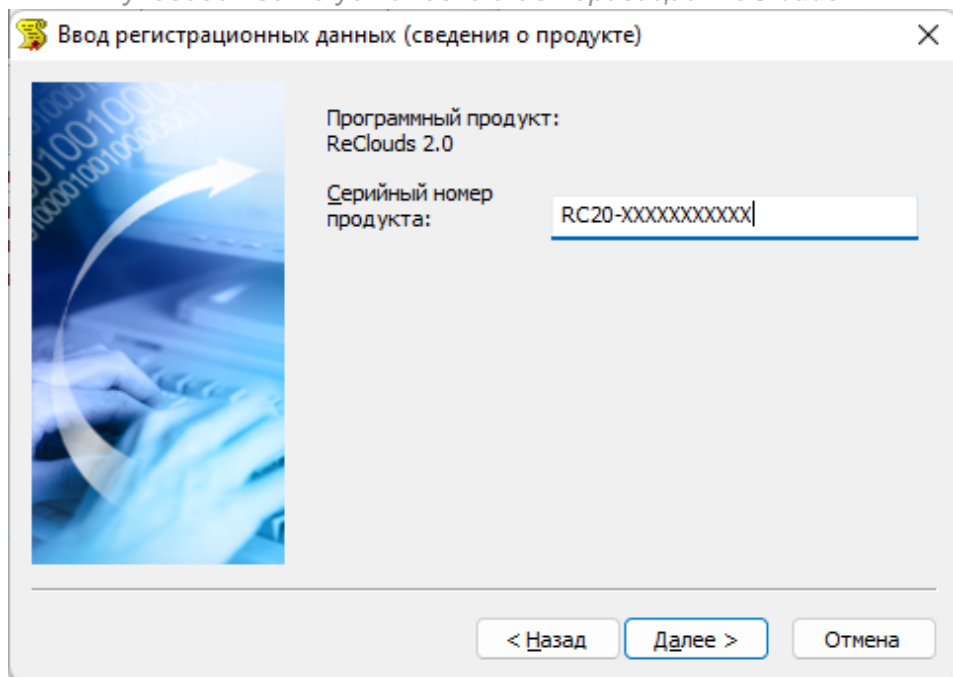 Ввод регистрационных данных (сведения о продукте)
Программный продукт:
ReClouds 2.0
Серийный номер
продукта:
RC20-XXXXXXXXXXX
< Назад
Далее >
Отмена